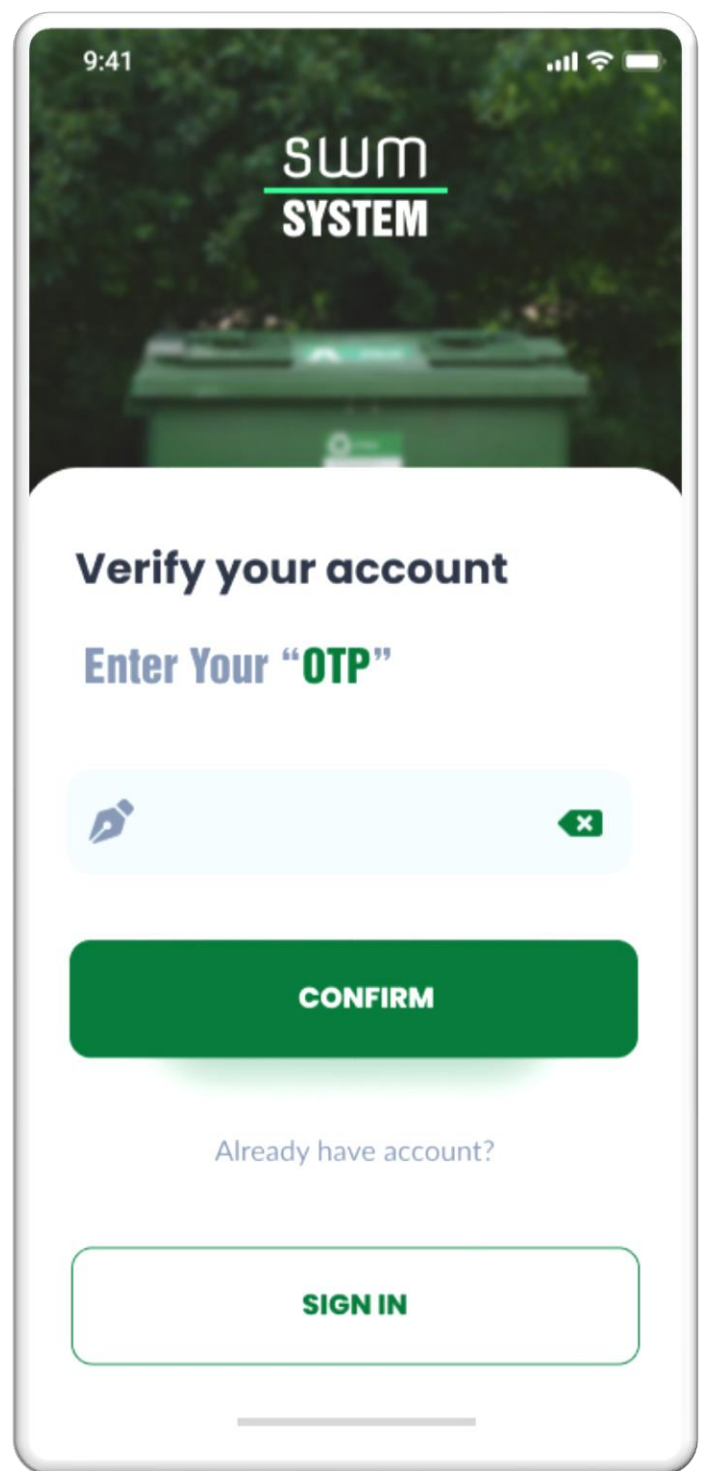 9:41
swm
SYSTEM
Verify your account
Enter Your “OTP”
CONFIRM
Already have account?
SIGN IN